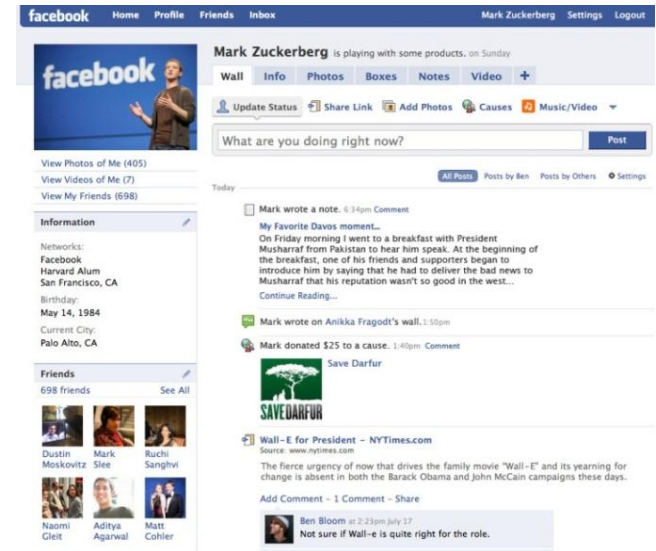 facebook Home Profile Friends Inbox Mark Zuckerberg Settings Logout
facebook
Mark Zuckerberg is playing with some products. on Sunday
Wall Info Photos Boxes Notes Video +
Update Status Share Link Add Photos Causes Music/Video
What are you doing right now? Post
View Photos of Me (405)
View Videos of Me (7)
View My Friends (698)
All Posts Posts by Ben Posts by Others Settings
Today
Information
Networks:
Facebook
Harvard Alum
San Francisco, CA
Birthday:
May 14, 1984
Current City:
Palo Alto, CA
Friends
698 friends See All
Dustin Moskovitz
Mark Slee
Ruchi Sanghvi
Naomi Gleit
Aditya Agarwal
Matt Cohler
Mark wrote a note. 6:34pm Comment
My Favorite Davos moment...
On Friday morning I went to a breakfast with President
Musharraf from Pakistan to hear him speak. At the beginning of
the breakfast, one of his friends and supporters began to
introduce him by saying that he had to deliver the bad news to
Musharraf that his reputation wasn't so good in the west...
Continue Reading...
Mark wrote on Anikka Fragodt's wall. 1:50pm
Mark donated $25 to a cause. 1:40pm Comment
Save Darfur
SAVEDARFUR
Wall-E for President - NYTimes.com
Source: www.nytimes.com
The fierce urgency of now that drives the family movie "Wall-E" and its yearning for
change is absent in both the Barack Obama and John McCain campaigns these days.
Add Comment - 1 Comment - Share
Ben Bloom at 2:23pm July 17
Not sure if Wall-e is quite right for the role.